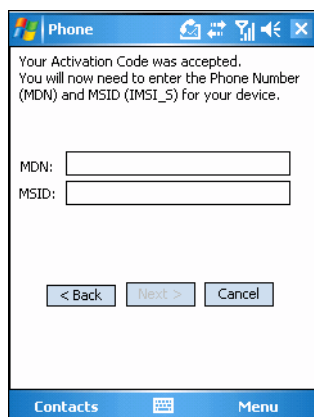 Phone
Your Activation Code was accepted.
You will now need to enter the Phone Number
(MDN) and MSID (IMSI_S) for your device.
MDN:
MSID:
< Back Next > Cancel
Contacts Menu